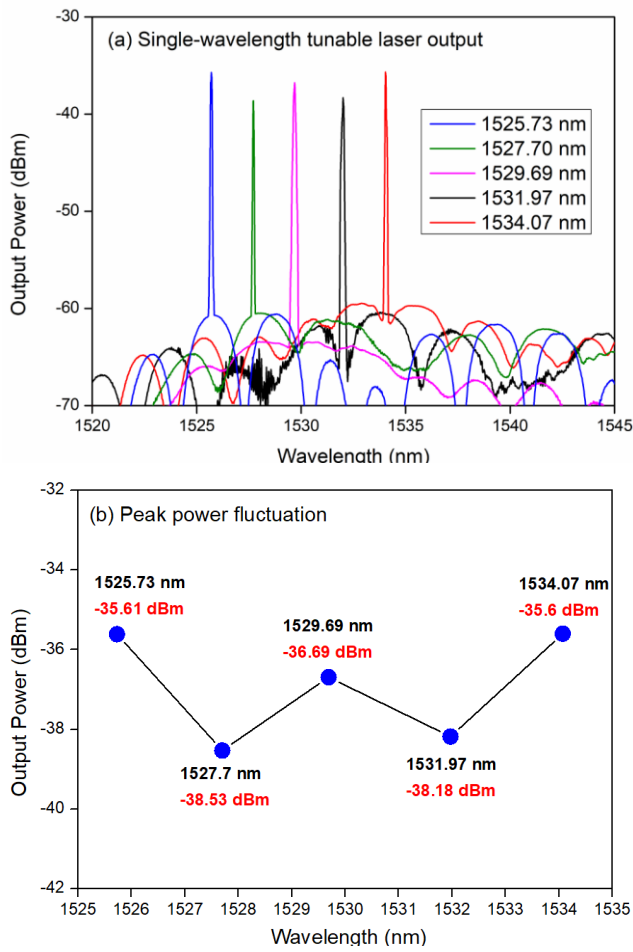 -30
(a) Single-wavelength tunable laser output
-40
1525.73 nm
1527.70 nm
1529.69 nm
1531.97 nm
1534.07 nm
-50
-60
-70
Output Power (dBm)
1520 1525 1530 1535 1540 1545
Wavelength (nm)
-32
(b) Peak power fluctuation
-34
1525.73 nm
-35.61 dBm
1534.07 nm
-35.6 dBm
1529.69 nm
-36.69 dBm
-36
-38
1527.7 nm
-38.53 dBm
1531.97 nm
-38.18 dBm
-40
-42
Output Power (dBm)
1525 1526 1527 1528 1529 1530 1531 1532 1533 1534 1535
Wavelength (nm)